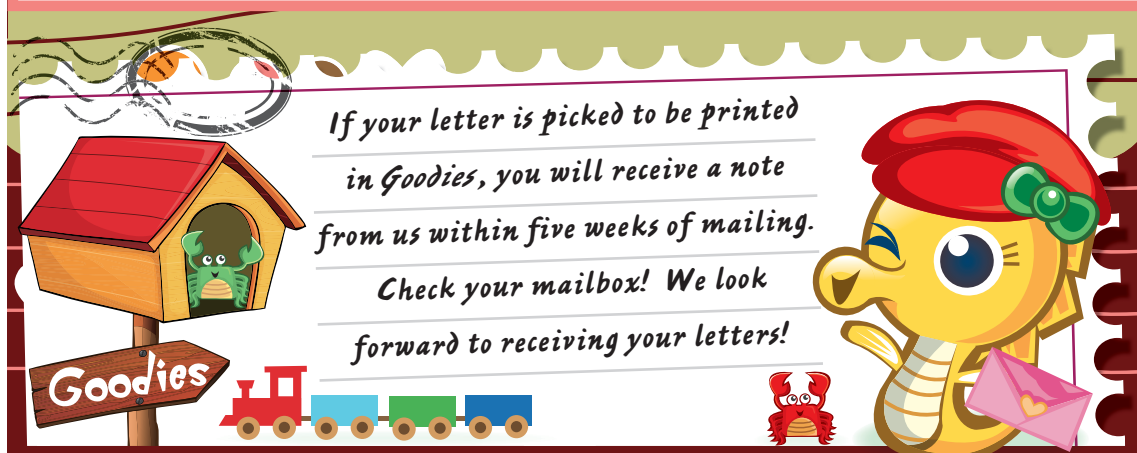 If your letter is picked to be printed
in Goodies, you will receive a note
from us within five weeks of mailing.
Check your mailbox! We look
forward to receiving your letters!
Goodies